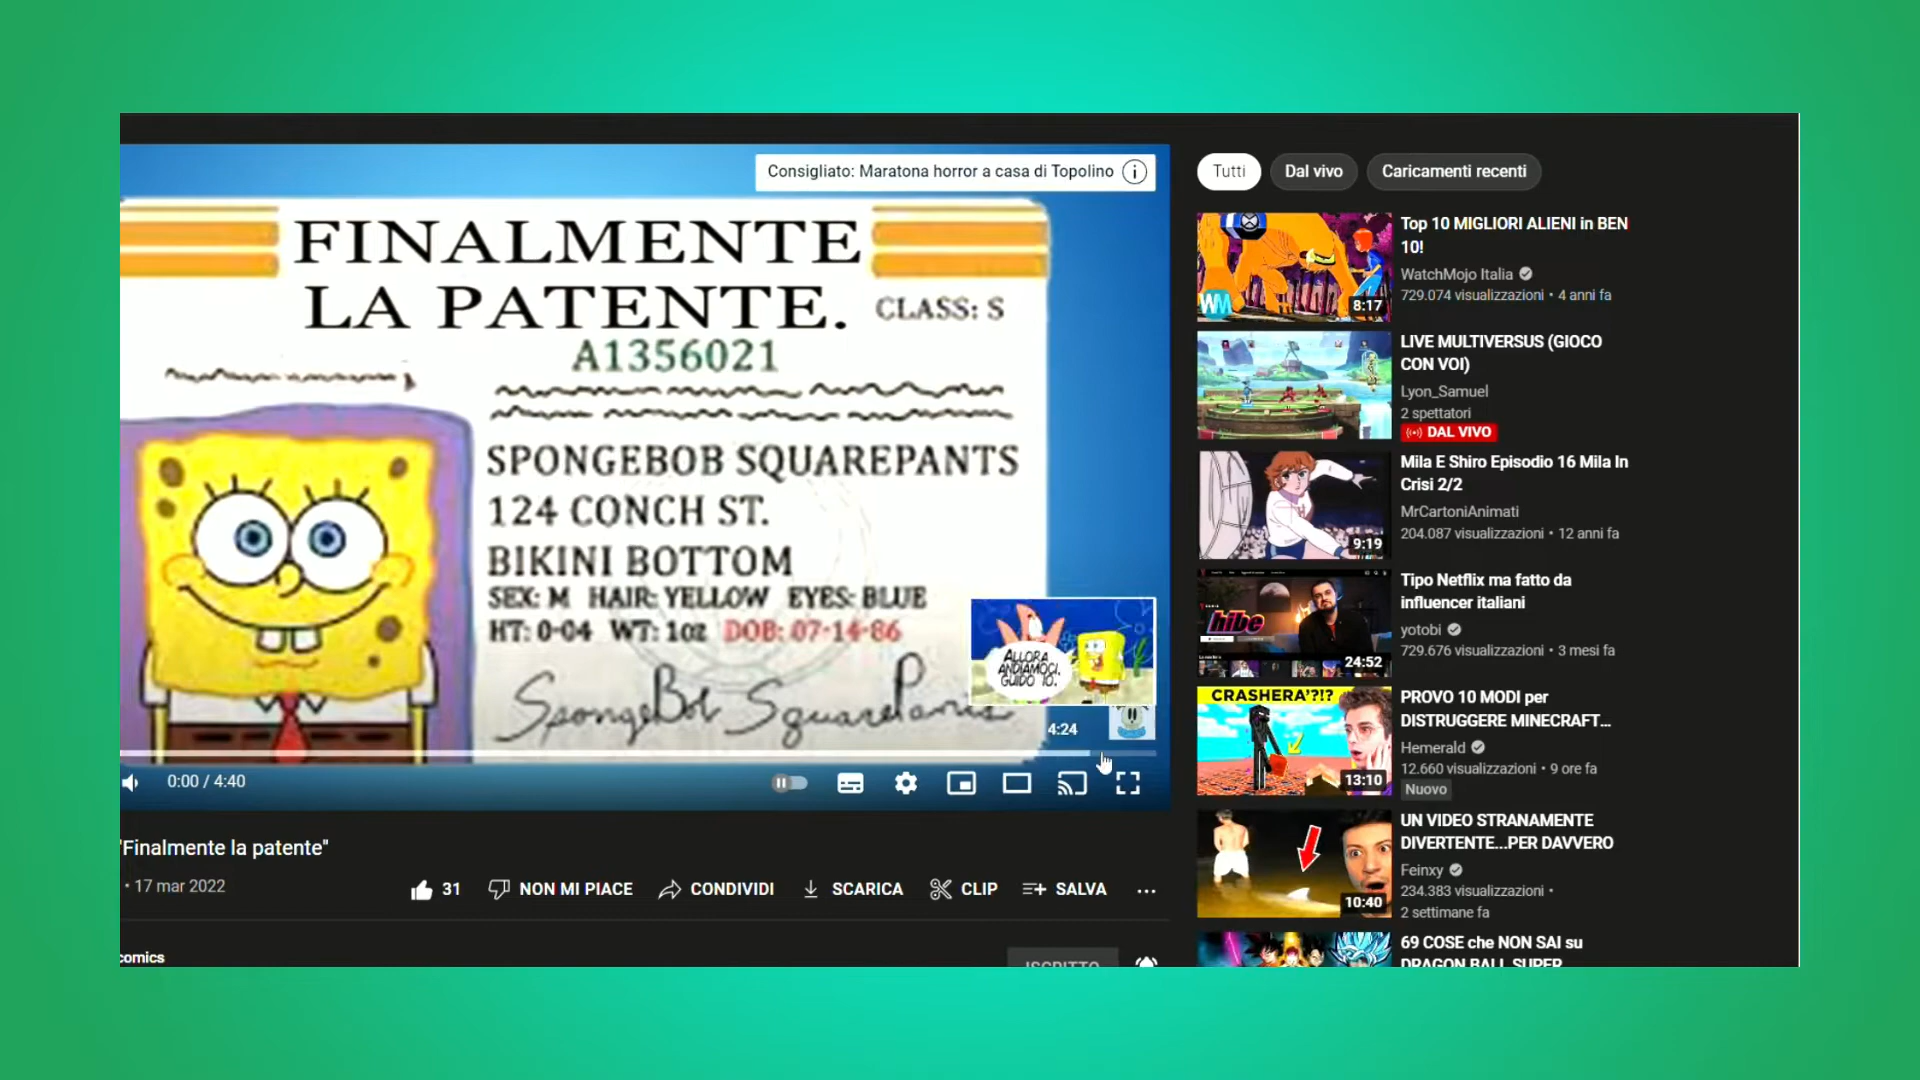 Consigliato: Maratona horror a casa di Topolino
FINALMENTE
LA PATENTE.
CLASS: S
A1356021
SPONGEBOB SQUAREPANTS
124 CONCH ST.
BIKINI BOTTOM
SEX: M HAIR: YELLOW EYES: BLUE
HT: 0-04 WT: 1oz DOB: 07-14-86
SpongeBob SquarePants
ALLORA
ANDIAMOCI,
GUIDO IO.
4:24
0:00 / 4:40
"Finalmente la patente"
• 17 mar 2022
31 NON MI PIACE CONDIVIDI SCARICA CLIP SALVA
comics
ISCRITTO
Tutti Dal vivo Caricamenti recenti
WM
8:17
Top 10 MIGLIORI ALIENI in BEN
10!
WatchMojo Italia
729.074 visualizzazioni • 4 anni fa
LIVE MULTIVERSUS (GIOCO
CON VOI)
Lyon_Samuel
2 spettatori
DAL VIVO
9:19
Mila E Shiro Episodio 16 Mila In
Crisi 2/2
MrCartoniAnimati
204.087 visualizzazioni • 12 anni fa
hibe
24:52
Tipo Netflix ma fatto da
influencer italiani
yotobi
729.676 visualizzazioni • 3 mesi fa
CRASHERA'?!?
13:10
PROVO 10 MODI per
DISTRUGGERE MINECRAFT...
Hemerald
12.660 visualizzazioni • 9 ore fa
Nuovo
10:40
UN VIDEO STRANAMENTE
DIVERTENTE...PER DAVVERO
Feinxy
234.383 visualizzazioni •
2 settimane fa
69 COSE che NON SAI su
DRAGON BALL SUPER